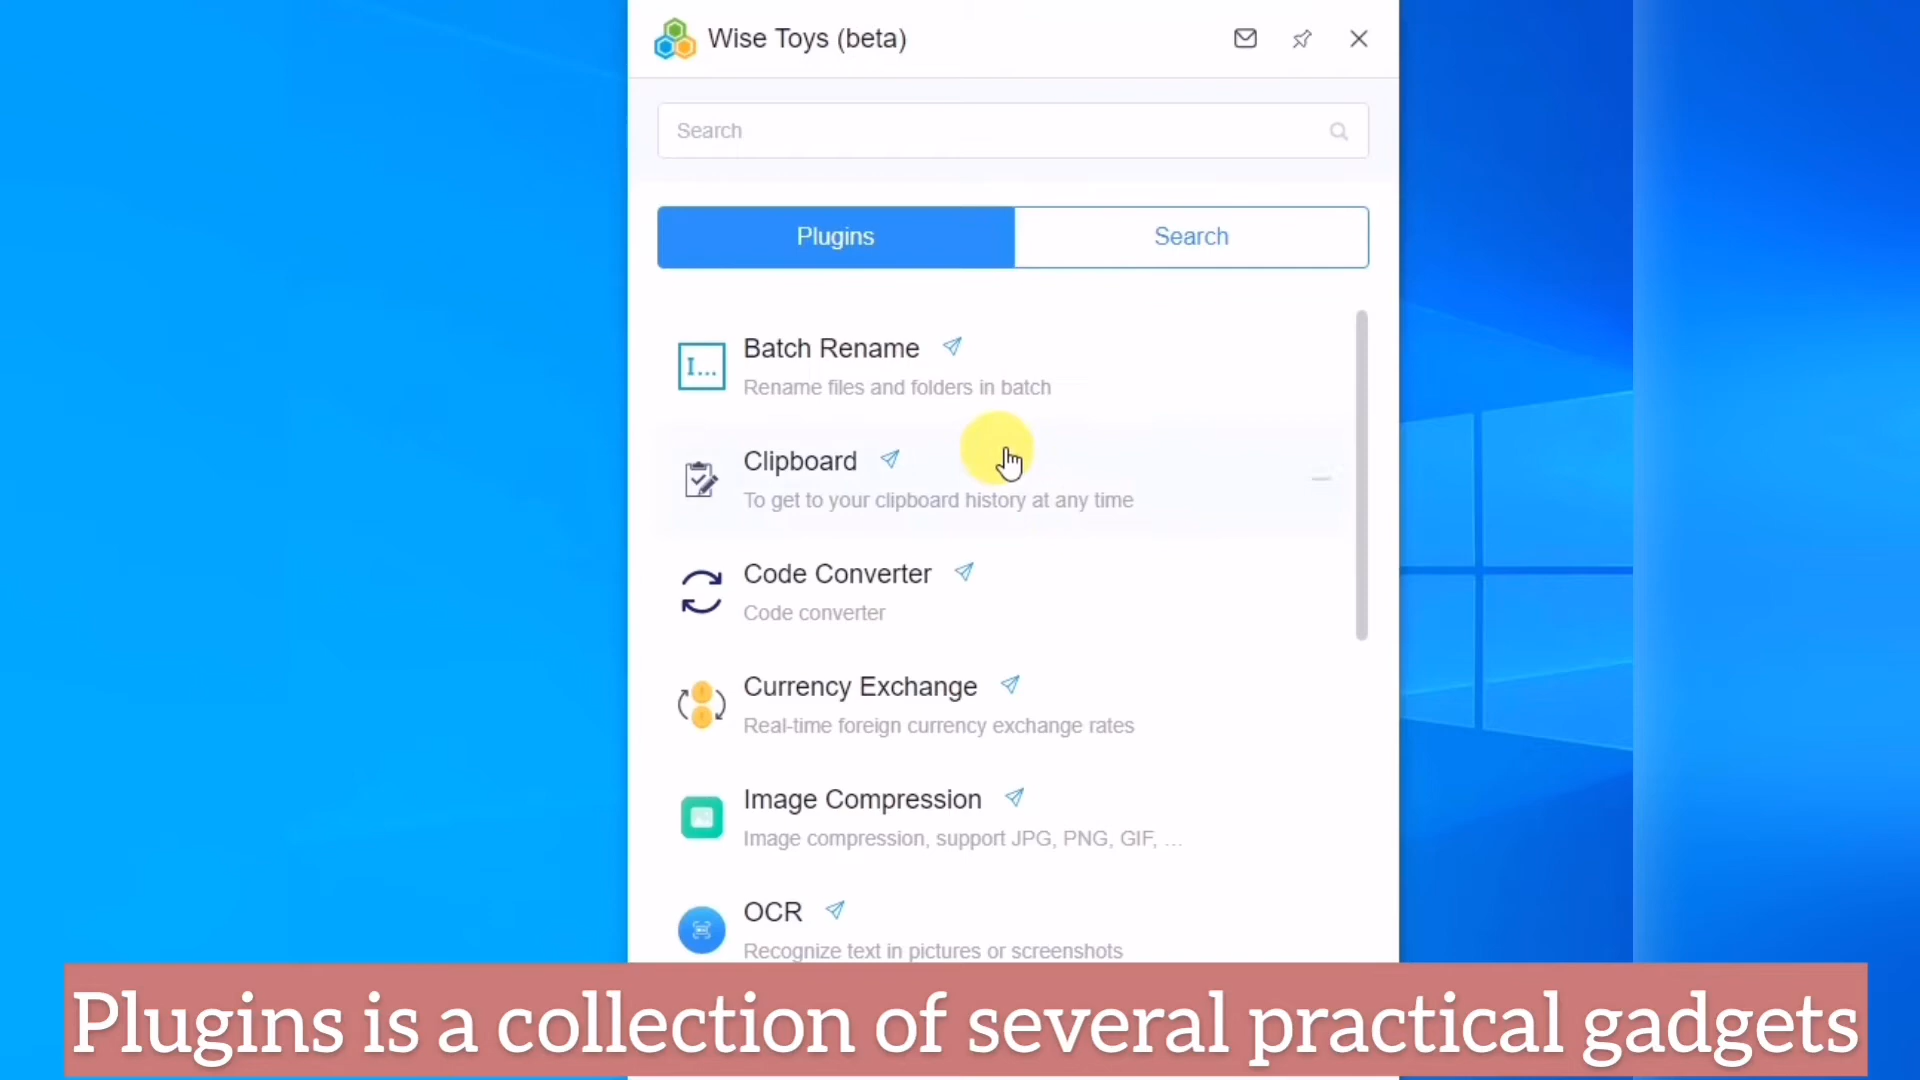 Wise Toys (beta)
Search
Plugins
Search
I...
Batch Rename
Rename files and folders in batch
Clipboard
To get to your clipboard history at any time
Code Converter
Code converter
Currency Exchange
Real-time foreign currency exchange rates
Image Compression
Image compression, support JPG, PNG, GIF, ...
OCR
Recognize text in pictures or screenshots
Plugins is a collection of several practical gadgets